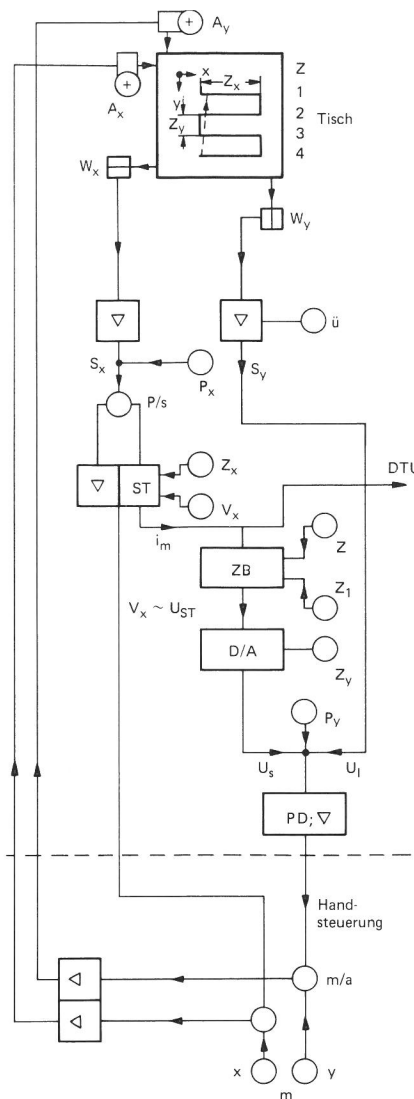 A_y
A_x
x
Z_x
y
Z_y
Z
1
2
3
4
Tisch
W_x
W_y
▽
▽
ü
S_x
P_x
S_y
P/s
▽
ST
Z_x
V_x
DTU
i_m
Z
ZB
Z_1
V_x ~ U_ST
D/A
Z_y
P_y
U_s
U_l
PD; ▽
Hand-
steuerung
m/a
x
m
y